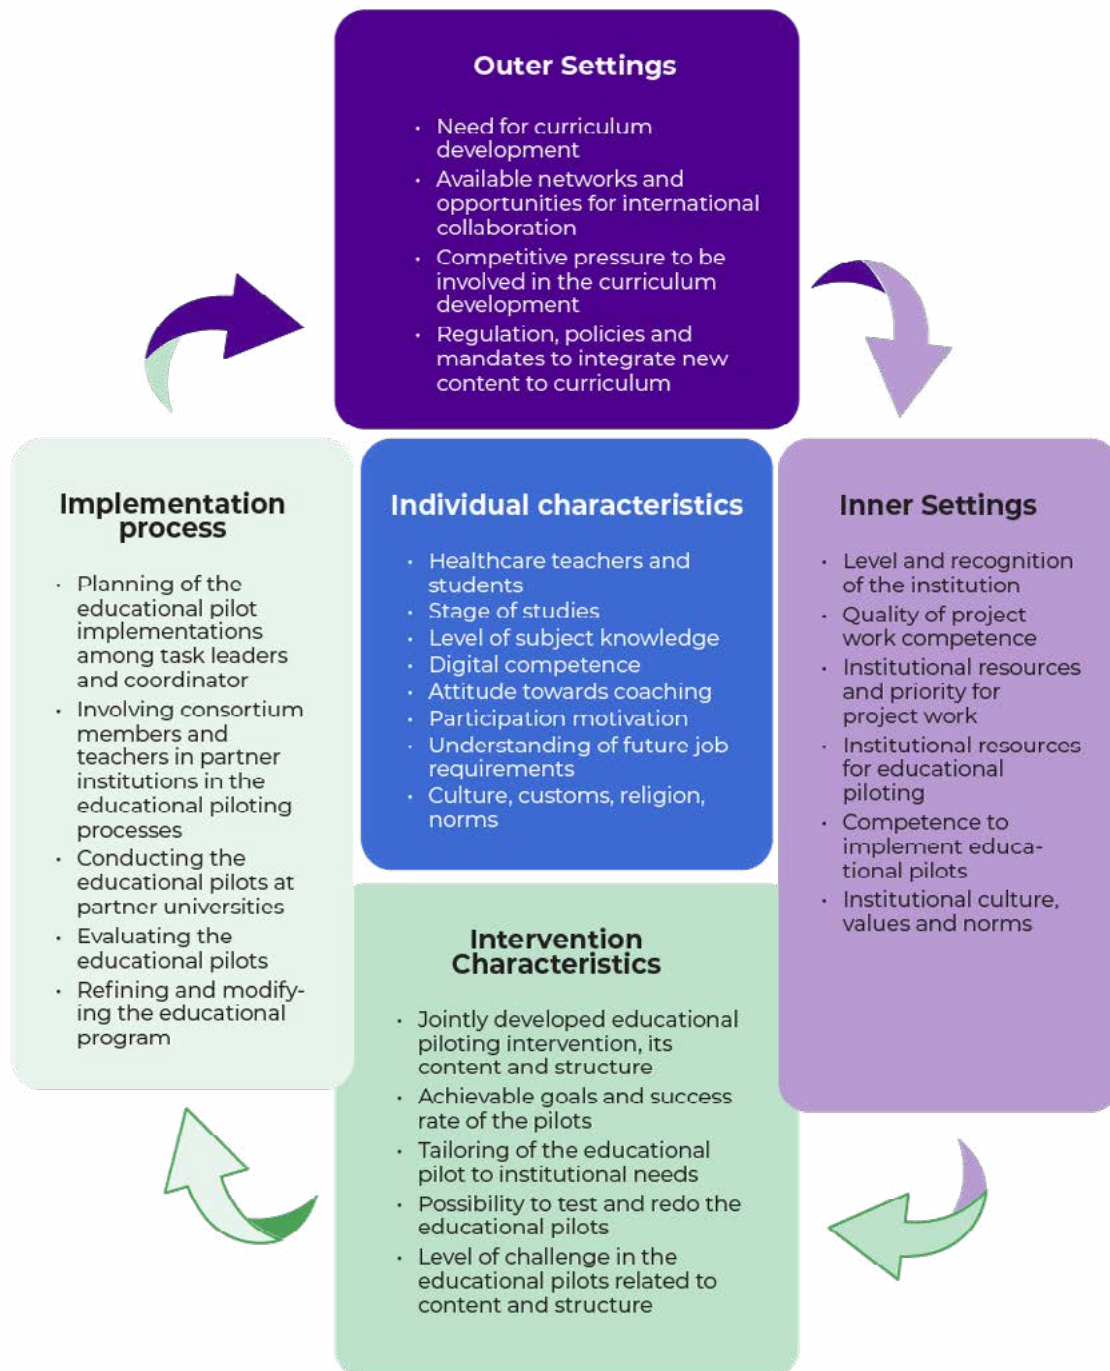 Outer Settings
· Need for curriculum
development
· Available networks and
opportunities for international
collaboration
· Competitive pressure to be
involved in the curriculum
development
· Regulation, policies and
mandates to integrate new
content to curriculum
Implementation
process
· Planning of the
educational pilot
implementations
among task leaders
and coordinator
· Involving consortium
members and
teachers in partner
institutions in the
educational piloting
processes
· Conducting the
educational pilots at
partner universities
· Evaluating the
educational pilots
· Refining and modify-
ing the educational
program
Individual characteristics
· Healthcare teachers and
students
· Stage of studies
· Level of subject knowledge
· Digital competence
· Attitude towards coaching
· Participation motivation
· Understanding of future job
requirements
· Culture, customs, religion,
norms
Inner Settings
· Level and recognition
of the institution
· Quality of project
work competence
· Institutional resources
and priority for
project work
· Institutional resources
for educational
piloting
· Competence to
implement educa-
tional pilots
· Institutional culture,
values and norms
Intervention
Characteristics
· Jointly developed educational
piloting intervention, its
content and structure
· Achievable goals and success
rate of the pilots
· Tailoring of the educational
pilot to institutional needs
· Possibility to test and redo the
educational pilots
· Level of challenge in the
educational pilots related to
content and structure